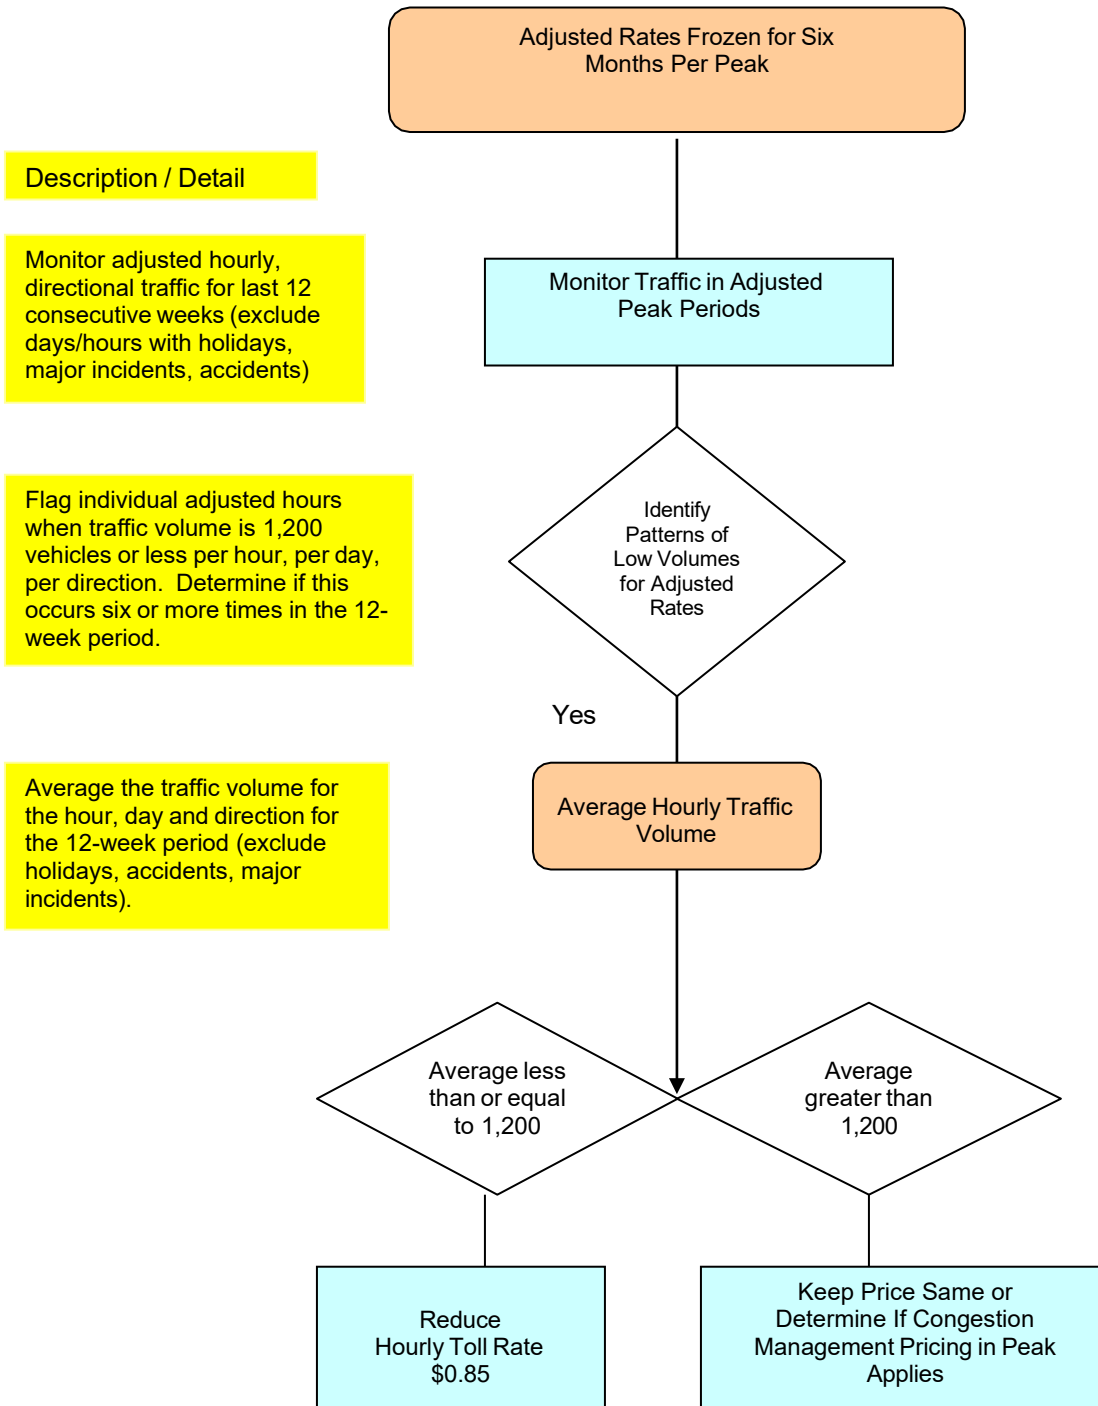 Adjusted Rates Frozen for Six
Months Per Peak
Description / Detail
Monitor adjusted hourly,
directional traffic for last 12
consecutive weeks (exclude
days/hours with holidays,
major incidents, accidents)
Monitor Traffic in Adjusted
Peak Periods
Flag individual adjusted hours
when traffic volume is 1,200
vehicles or less per hour, per day,
per direction.  Determine if this
occurs six or more times in the 12-
week period.
Identify
Patterns of
Low Volumes
for Adjusted
Rates
Yes
Average the traffic volume for
the hour, day and direction for
the 12-week period (exclude
holidays, accidents, major
incidents).
Average Hourly Traffic
Volume
Average less
than or equal
to 1,200
Average
greater than
1,200
Reduce
Hourly Toll Rate
$0.85
Keep Price Same or
Determine If Congestion
Management Pricing in Peak
Applies